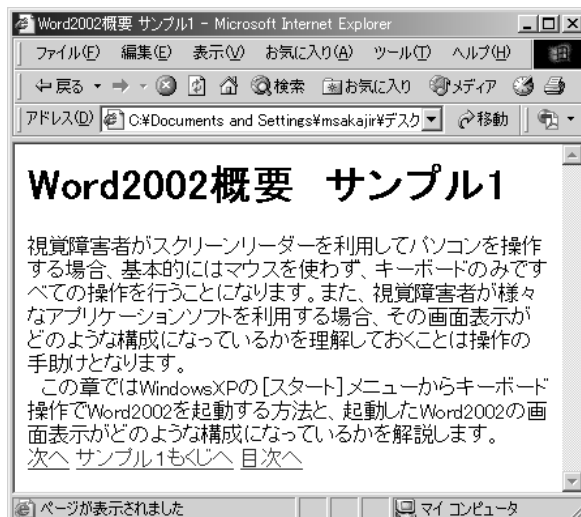 Word2002概要 サンプル1 - Microsoft Internet Explorer
ファイル(F) 編集(E) 表示(V) お気に入り(A) ツール(T) ヘルプ(H)
戻る 検索 お気に入り メディア
アドレス(D) C:¥Documents and Settings¥msakajir¥デスク 移動
Word2002概要 サンプル1
視覚障害者がスクリーンリーダーを利用してパソコンを操作
する場合、基本的にはマウスを使わず、キーボードのみです
べての操作を行うことになります。また、視覚障害者が様々
なアプリケーションソフトを利用する場合、その画面表示が
どのような構成になっているかを理解しておくことは操作の
手助けとなります。
この章ではWindowsXPの[スタート]メニューからキーボード
操作でWord2002を起動する方法と、起動したWord2002の画
面表示がどのような構成になっているかを解説します。
次へ サンプル1もくじへ 目次へ
ページが表示されました マイ コンピュータ